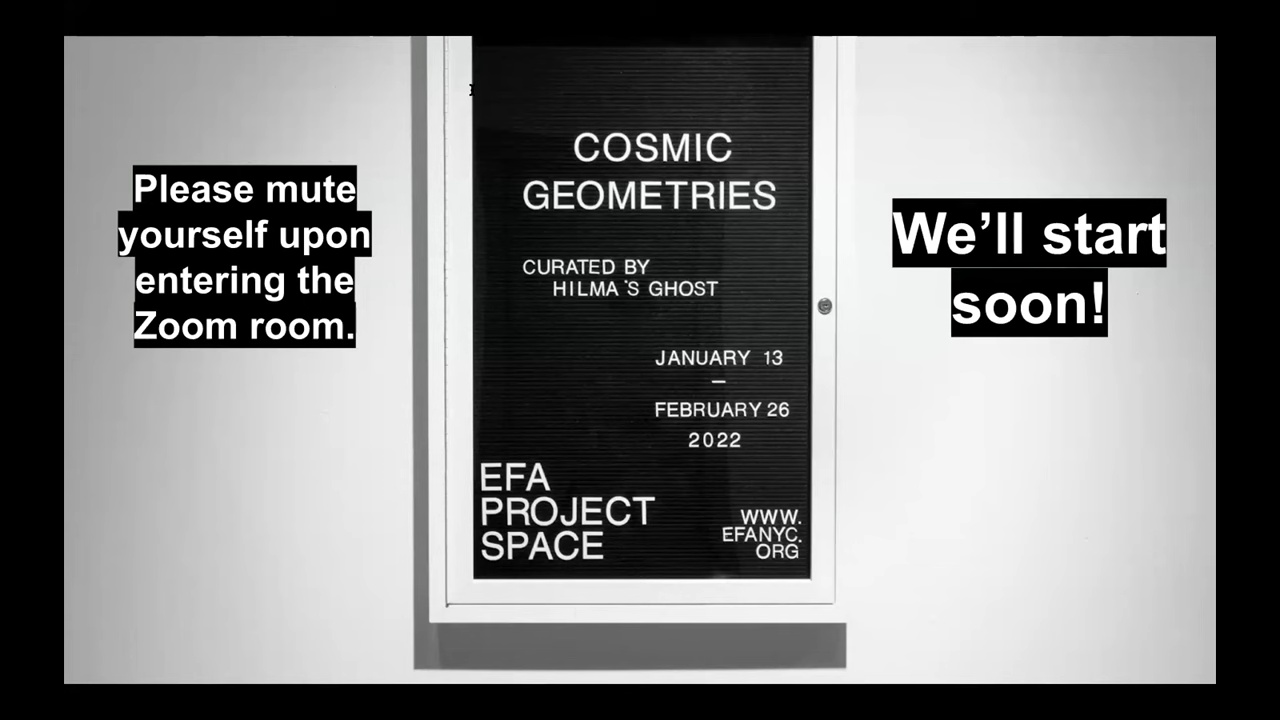 Please mute
yourself upon
entering the
Zoom room.
COSMIC
GEOMETRIES
CURATED BY
HILMA'S GHOST
JANUARY 13
–
FEBRUARY 26
2022
EFA
PROJECT
SPACE
WWW.
EFANYC.
ORG
We’ll start
soon!